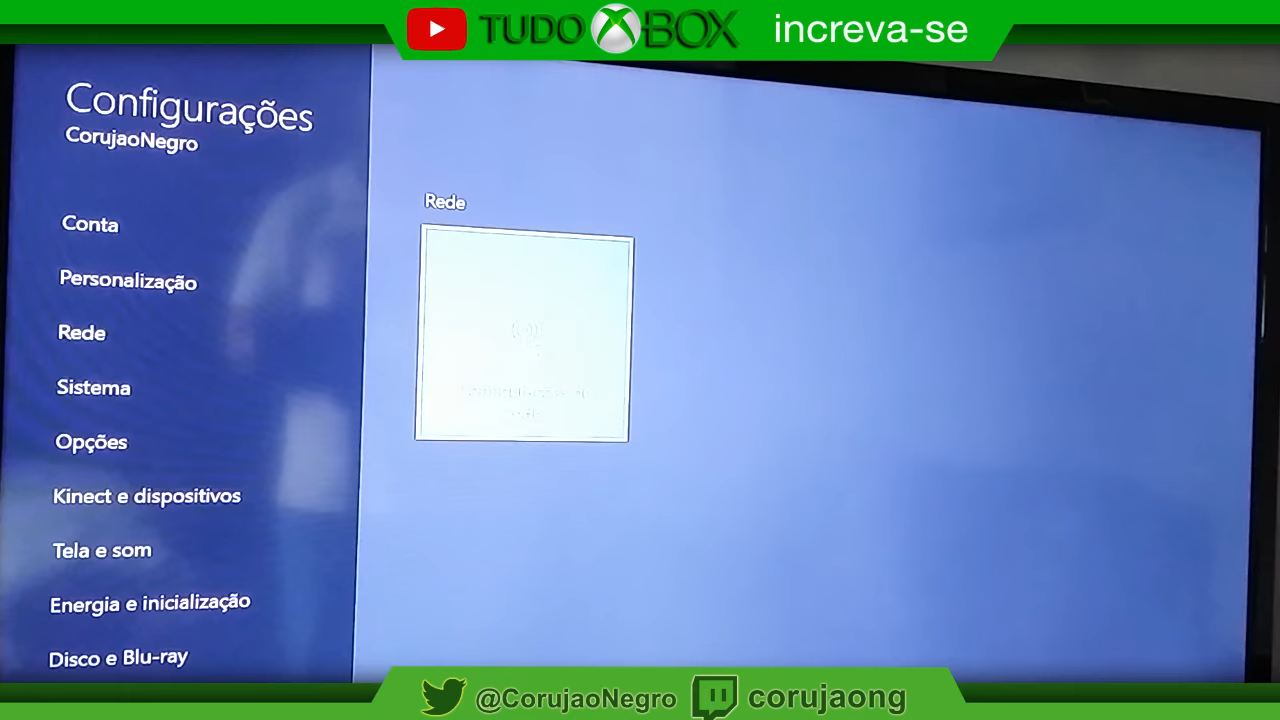 TUDO XBOX increva-se
Configurações
CorujaoNegro
Conta
Personalização
Rede
Sistema
Opções
Kinect e dispositivos
Tela e som
Energia e inicialização
Disco e Blu-ray
Rede
@CorujaoNegro corujaong